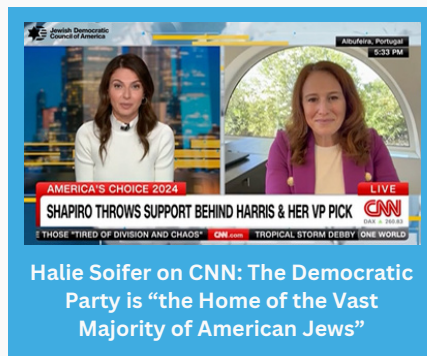 Jewish Democratic
Council of America
Albufeira, Portugal
5:33 PM
AMERICA'S CHOICE 2024
LIVE
SHAPIRO THROWS SUPPORT BEHIND HARRIS & HER VP PICK
CNN
DAX
THOSE "TIRED OF DIVISION AND CHAOS" CNN.com TROPICAL STORM DEBBY ONE WORLD
Halie Soifer on CNN: The Democratic
Party is “the Home of the Vast
Majority of American Jews”